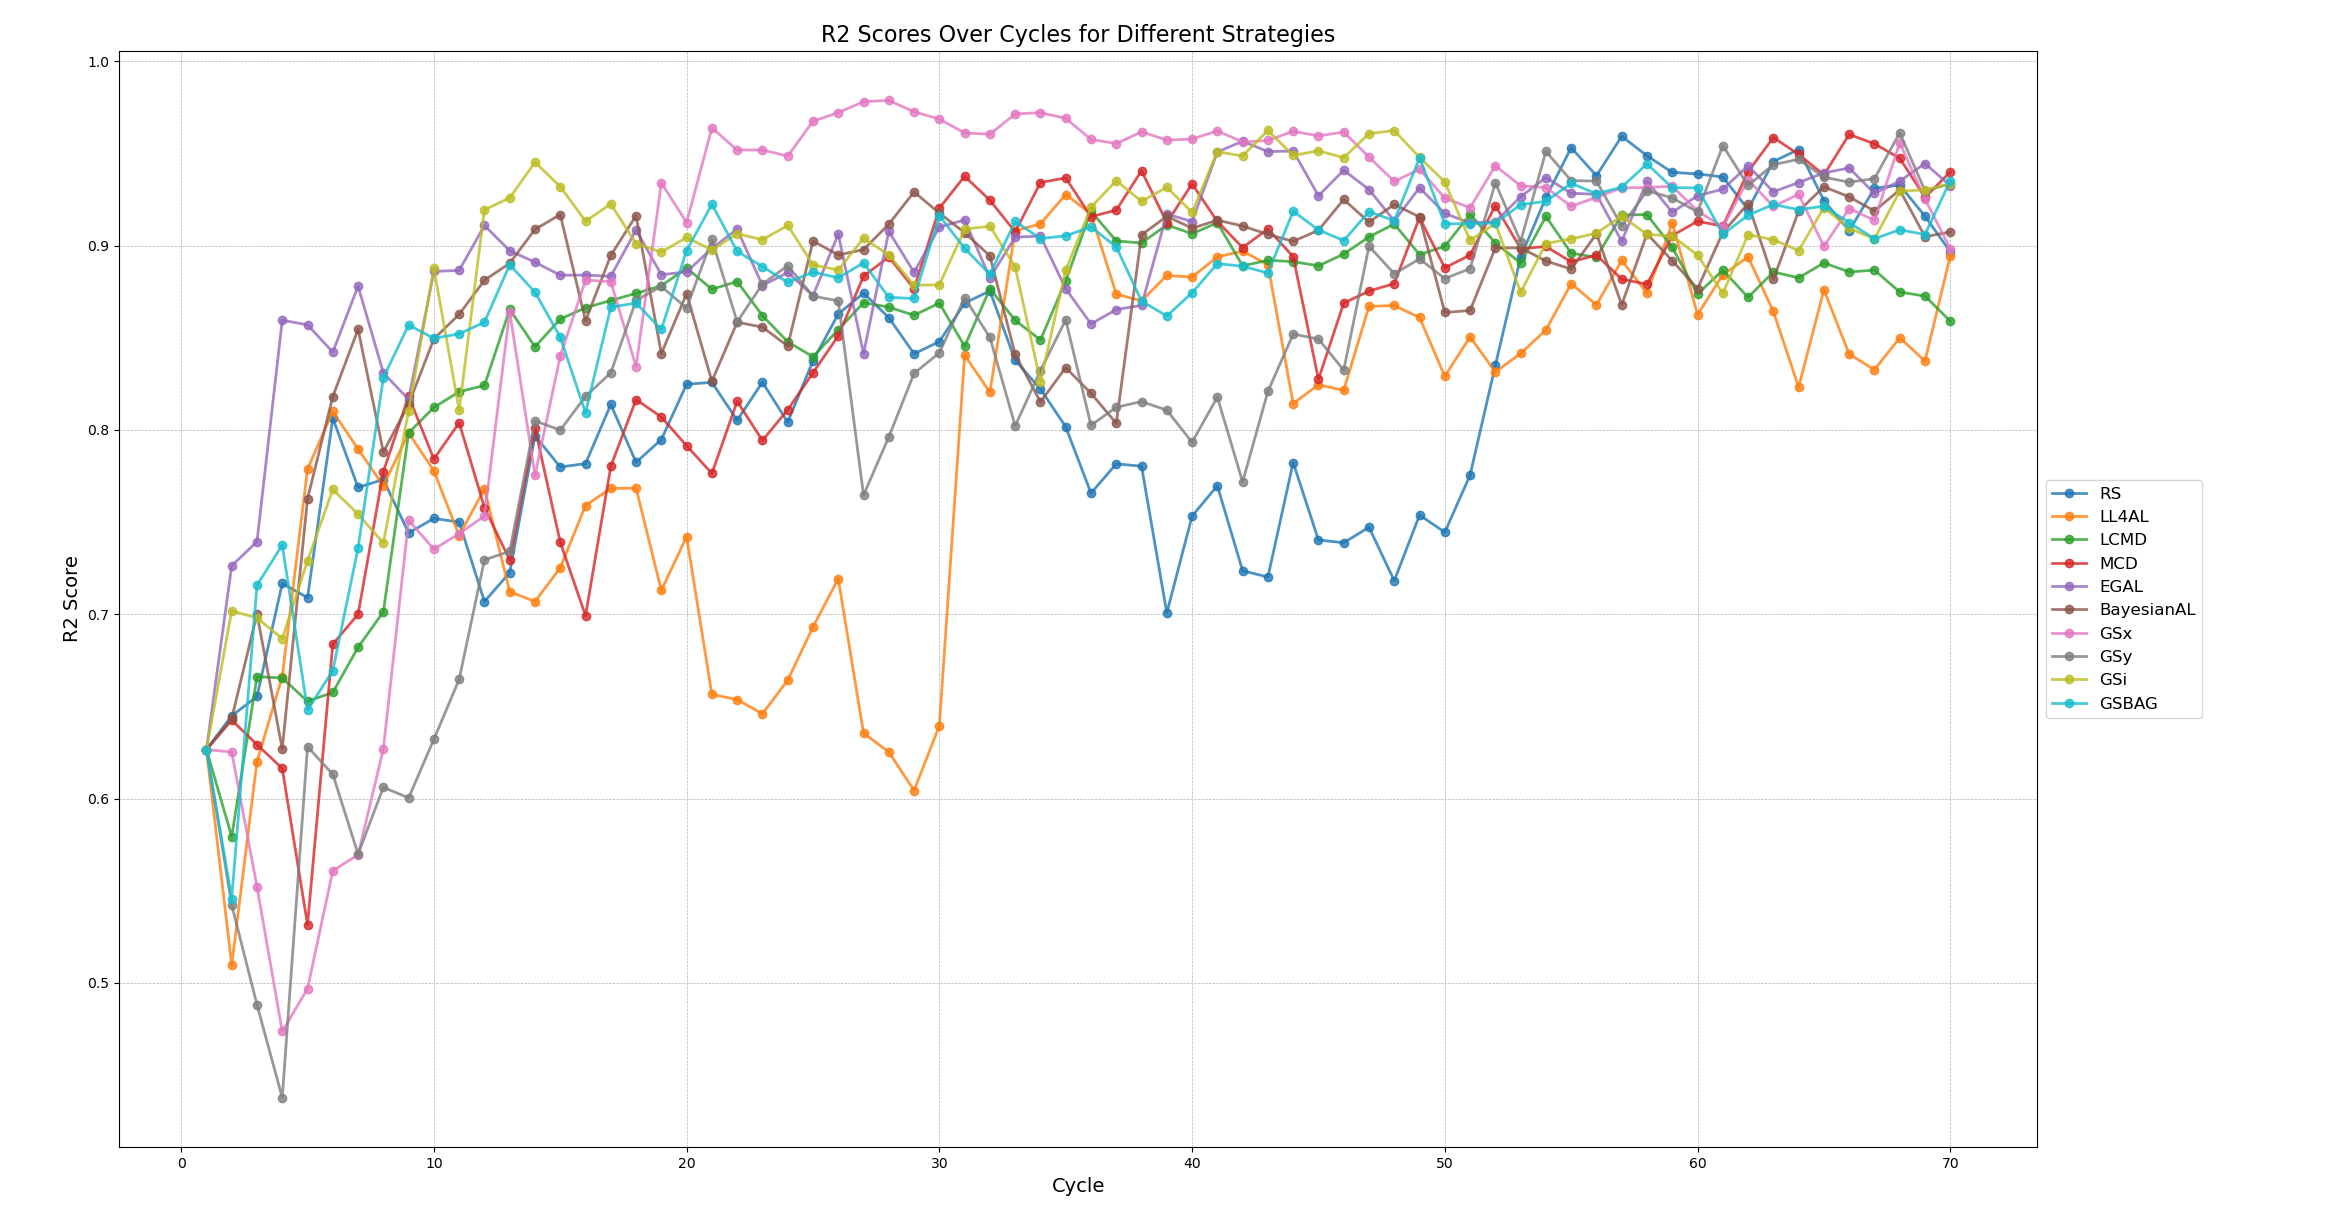 R2 Scores Over Cycles for Different Strategies
1.0
0.9
0.8
0.7
0.6
0.5
R2 Score
0
10
20
30
40
50
60
70
Cycle
RS
LL4AL
LCMD
MCD
EGAL
BayesianAL
GSx
GSy
GSi
GSBAG